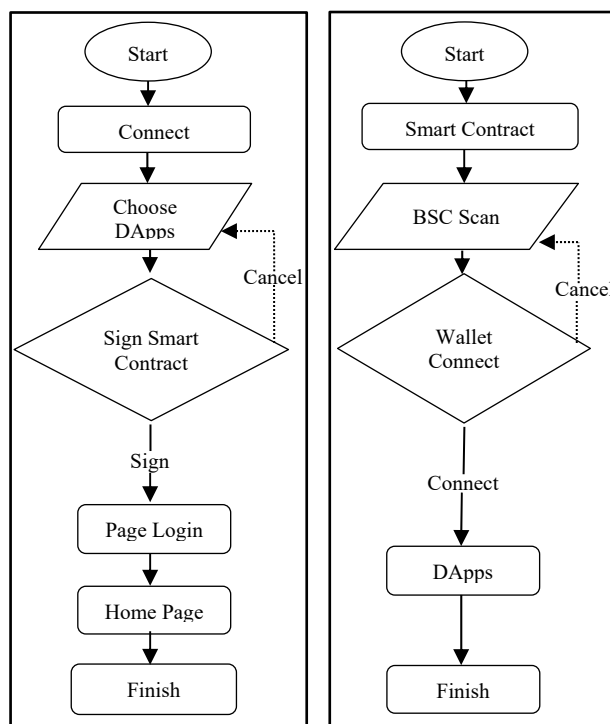 Start
Connect
Choose
DApps
Cancel
Sign Smart
Contract
Sign
Page Login
Home Page
Finish
Start
Smart Contract
BSC Scan
Cancel
Wallet
Connect
Connect
DApps
Finish